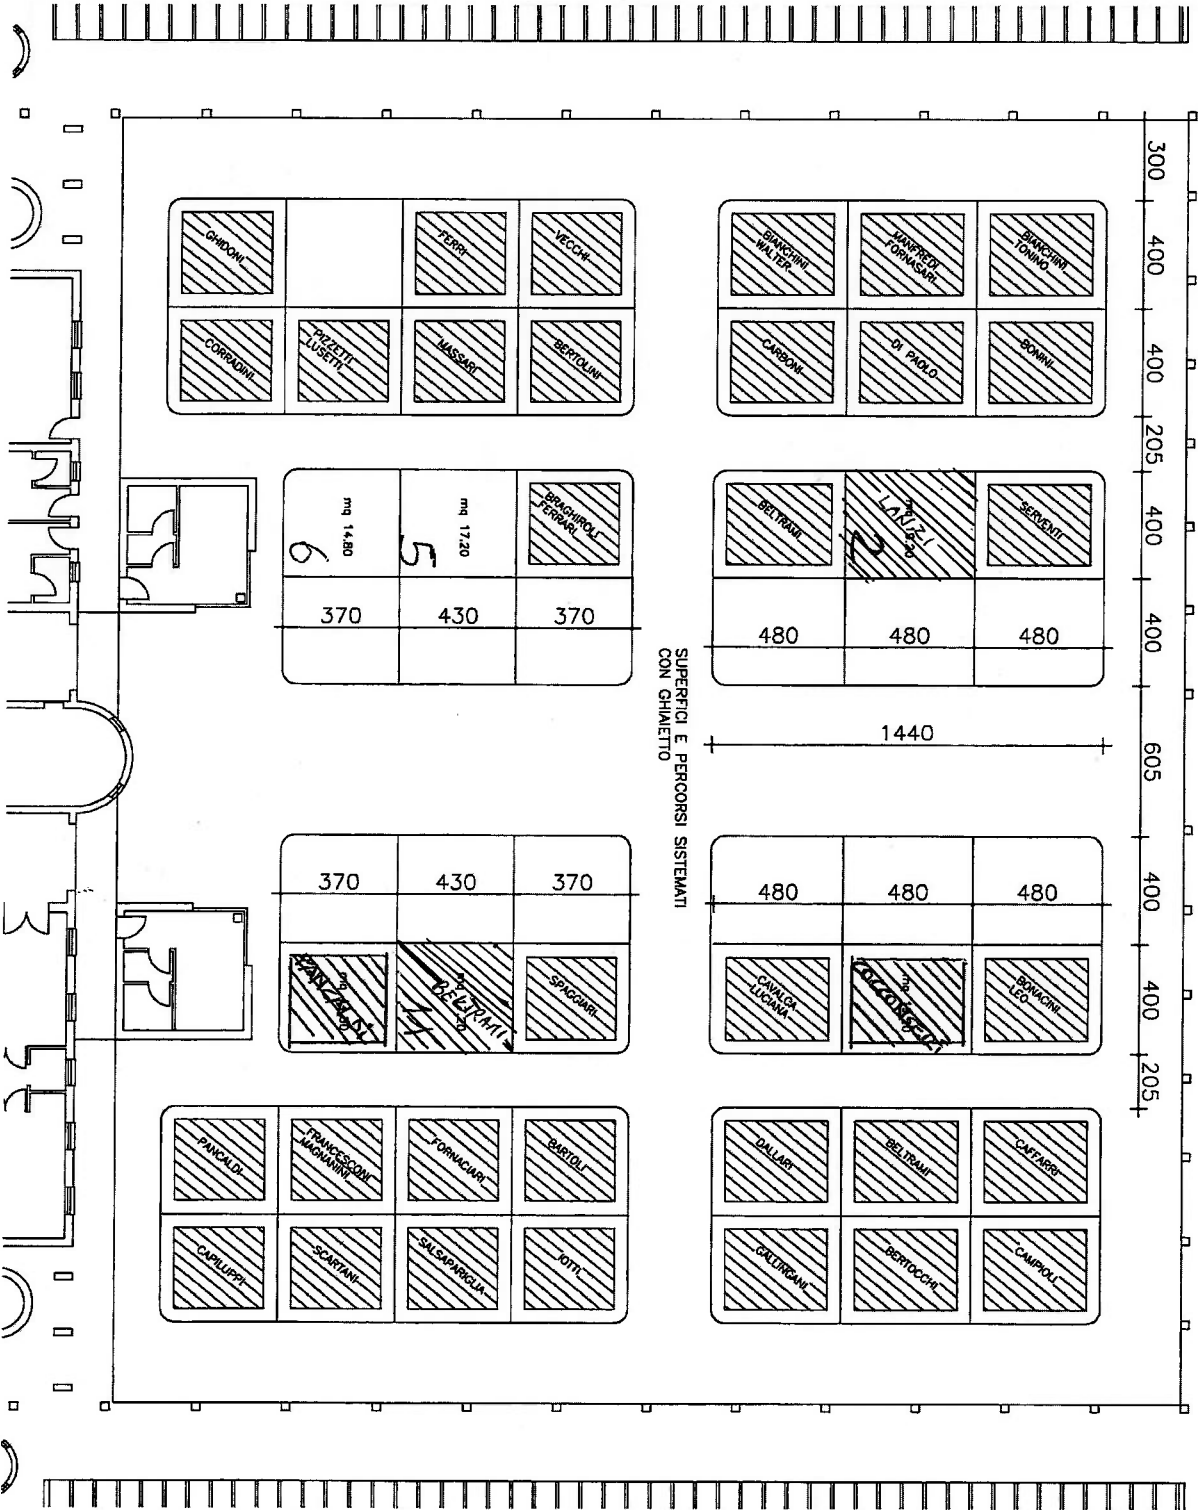 300
400
400
205
400
400
605
400
400
205
GHIDONI
FERRI
VECCHI
BIANCHINI
WALTER
MANFREDI
FORNASARI
BIANCHINI
TONINO
CORRADINI
PIZZETTI
LUSETTI
MASSARI
BERTOLINI
CARBONI
DI PAOLO
BONINI
mq 14.80
6
mq 17.20
5
BRAGHIROLI
FERRARI
BELTRAMI
LANZI
2
SERVENTI
370
430
370
480
480
480
SUPERFICI E PERCORSI SISTEMATI
CON GHIAIETTO
1440
370
430
370
480
480
480
BELTRAMI
11
SPAGGIARI
CAVALCA
LUCIANA
BONACINI
LEO
PANCALDI
FRANCESCONI
MAGNANINI
FORNACIARI
BARTOLI
DALLARI
BELTRAMI
CAFFARRI
CAPILUPPI
SCARTANI
SALSAPARIGLIA
IOTTI
GALLINGANI
BERTOCCHI
CAMPIOLI